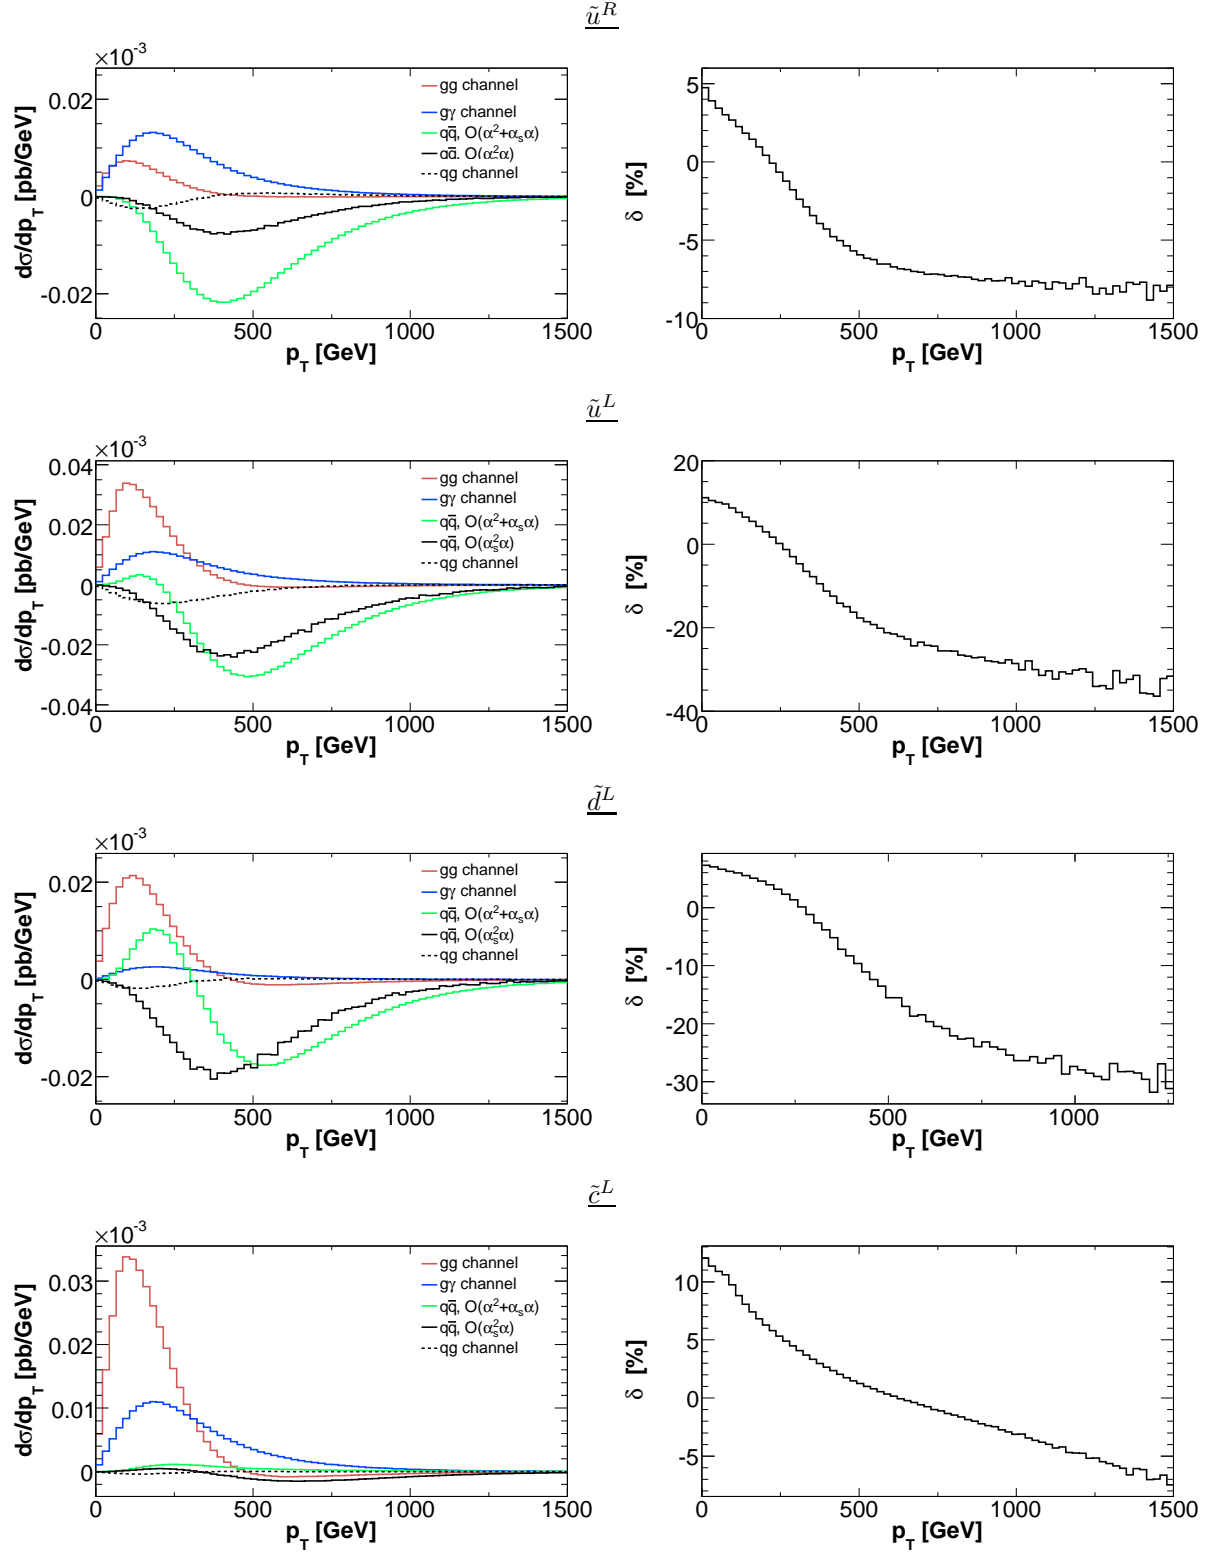 ũ^R
×10⁻³
dσ/dp_T [pb/GeV]
0.02
0
-0.02
gg channel
gγ channel
qq̄, O(α²+α_sα)
qq̄, O(α_s²α)
qg channel
0 500 1000 1500
p_T [GeV]
δ [%]
5
0
-5
-10
0 500 1000 1500
p_T [GeV]
ũ^L
×10⁻³
dσ/dp_T [pb/GeV]
0.04
0.02
0
-0.02
-0.04
gg channel
gγ channel
qq̄, O(α²+α_sα)
qq̄, O(α_s²α)
qg channel
0 500 1000 1500
p_T [GeV]
δ [%]
20
0
-20
-40
0 500 1000 1500
p_T [GeV]
d̃^L
×10⁻³
dσ/dp_T [pb/GeV]
0.02
0
-0.02
gg channel
gγ channel
qq̄, O(α²+α_sα)
qq̄, O(α_s²α)
qg channel
0 500 1000 1500
p_T [GeV]
δ [%]
0
-10
-20
-30
0 500 1000
p_T [GeV]
c̃^L
×10⁻³
dσ/dp_T [pb/GeV]
0.03
0.02
0.01
0
gg channel
gγ channel
qq̄, O(α²+α_sα)
qq̄, O(α_s²α)
qg channel
0 500 1000 1500
p_T [GeV]
δ [%]
10
5
0
-5
0 500 1000 1500
p_T [GeV]